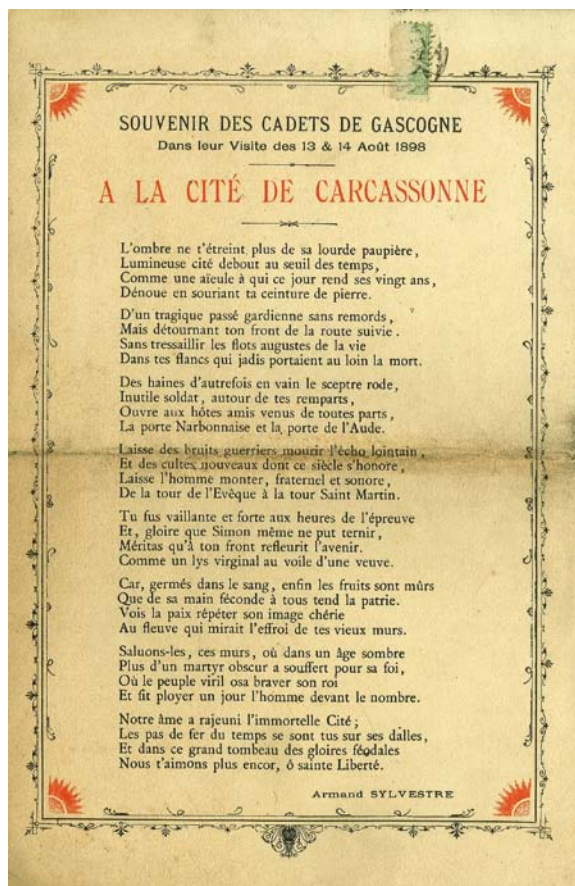 SOUVENIR DES CADETS DE GASCOGNE
Dans leur Visite des 13 & 14 Août 1898
A LA CITÉ DE CARCASSONNE
L'ombre ne t'étreint plus de sa lourde paupière,
Lumineuse cité debout au seuil des temps,
Comme une aïeule à qui ce jour rend ses vingt ans,
Dénoue en souriant ta ceinture de pierre.
D'un tragique passé gardienne sans remords,
Mais détournant ton front de la route suivie.
Sans tressaillir les flots augustes de la vie
Dans tes flancs qui jadis portaient au loin la mort.
Des haines d'autrefois en vain le sceptre rode,
Inutile soldat, autour de tes remparts,
Ouvre aux hôtes amis venus de toutes parts,
La porte Narbonnaise et la porte de l'Aude.
Laisse des bruits guerriers mourir l'écho lointain,
Et des cultes nouveaux dont ce siècle s'honore,
Laisse l'homme monter, fraternel et sonore,
De la tour de l'Evêque à la tour Saint Martin.
Tu fus vaillante et forte aux heures de l'épreuve
Et, gloire que Simon même ne put ternir,
Méritas qu'à ton front refleurit l'avenir.
Comme un lys virginal au voile d'une veuve.
Car, germés dans le sang, enfin les fruits sont mûrs
Que de sa main féconde à tous tend la patrie.
Vois la paix répéter son image chérie
Au fleuve qui mirait l'effroi de tes vieux murs.
Saluons-les, ces murs, où dans un âge sombre
Plus d'un martyr obscur a souffert pour sa foi,
Où le peuple viril osa braver son roi
Et fit ployer un jour l'homme devant le nombre.
Notre âme a rajeuni l'immortelle Cité;
Les pas de fer du temps se sont tus sur ses dalles,
Et dans ce grand tombeau des gloires féodales
Nous t'aimons plus encor, ô sainte Liberté.
Armand SYLVESTRE